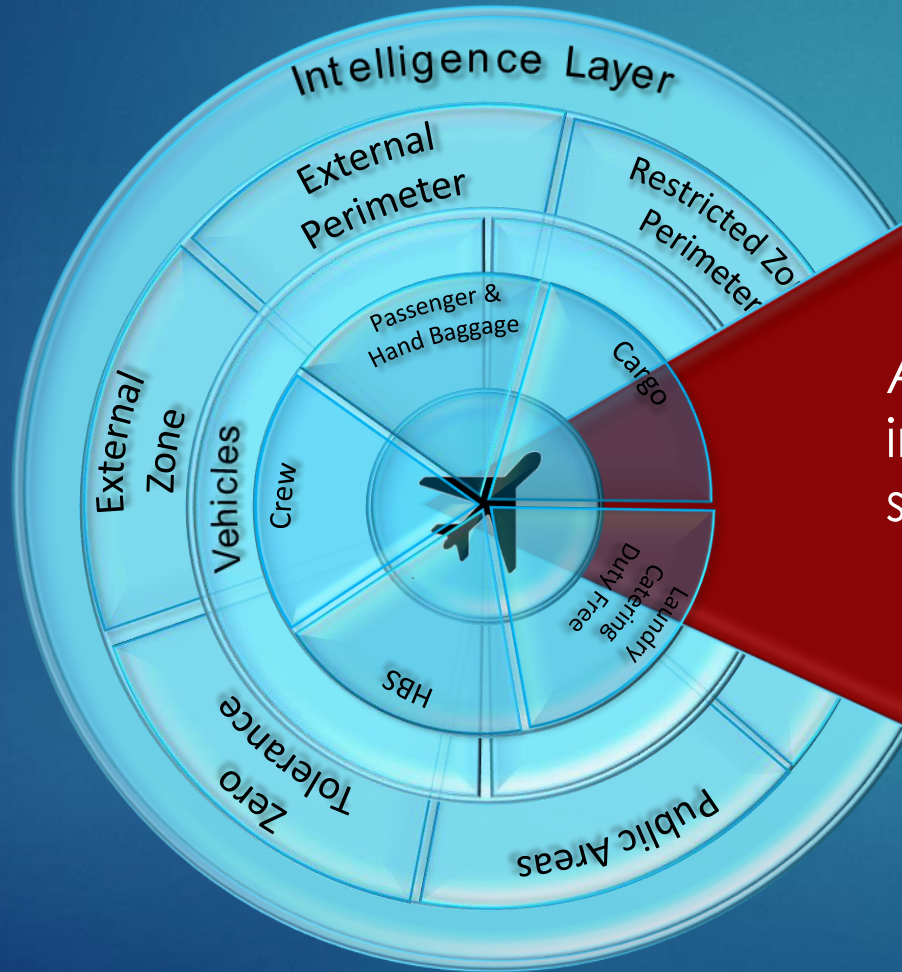 Intelligence Layer
External
Perimeter
Restricted Zo
Perimeter
External
Zone
Vehicles
Passenger &
Hand Baggage
Cargo
Crew
HBS
Laundry
Catering
Duty Free
Zero
Tolerance
Public Areas